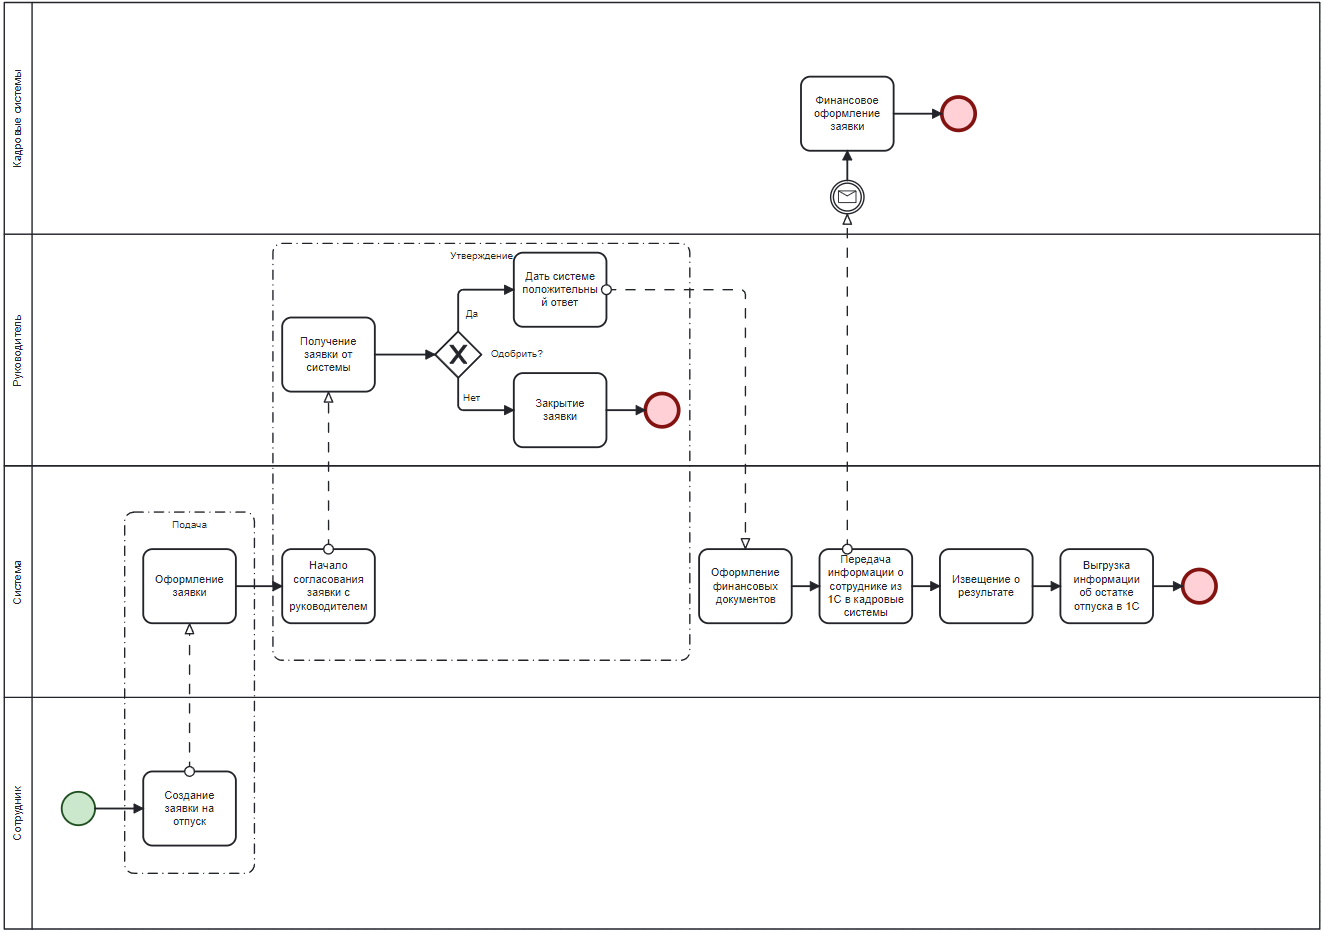 Кадровые системы
Финансовое
оформление
заявки
Руководитель
Утверждение
Дать системе
положительны
й ответ
Да
Получение
заявки от
системы
Одобрить?
Нет
Закрытие
заявки
Система
Подача
Оформление
заявки
Начало
согласования
заявки с
руководителем
Оформление
финансовых
документов
Передача
информации о
сотруднике из
1С в кадровые
системы
Извещение о
результате
Выгрузка
информации
об остатке
отпуска в 1С
Сотрудник
Создание
заявки на
отпуск